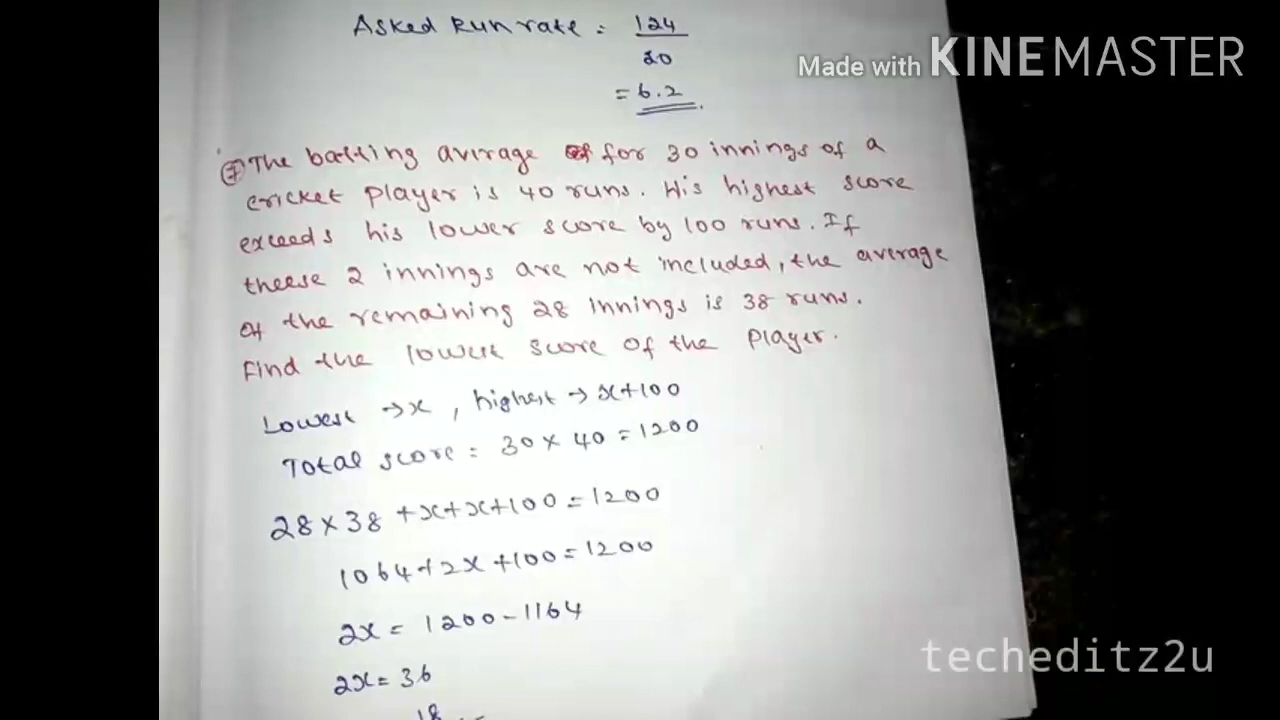 Asked Run rate = 124
20
= 6.2
Made with KINEMASTER
7 The batting avirage for 30 innings of a
cricket player is 40 runs. His highest score
exceeds his lower score by 100 runs. If
theese 2 innings are not included, the average
of the remaining 28 innings is 38 runs.
Find the lowest score of the player.
Lowest → x , highest → x+100
Total score = 30 × 40 = 1200
28 × 38 + x + x + 100 = 1200
1064 + 2x + 100 = 1200
2x = 1200 - 1164
2x = 36
18
techeditz2u